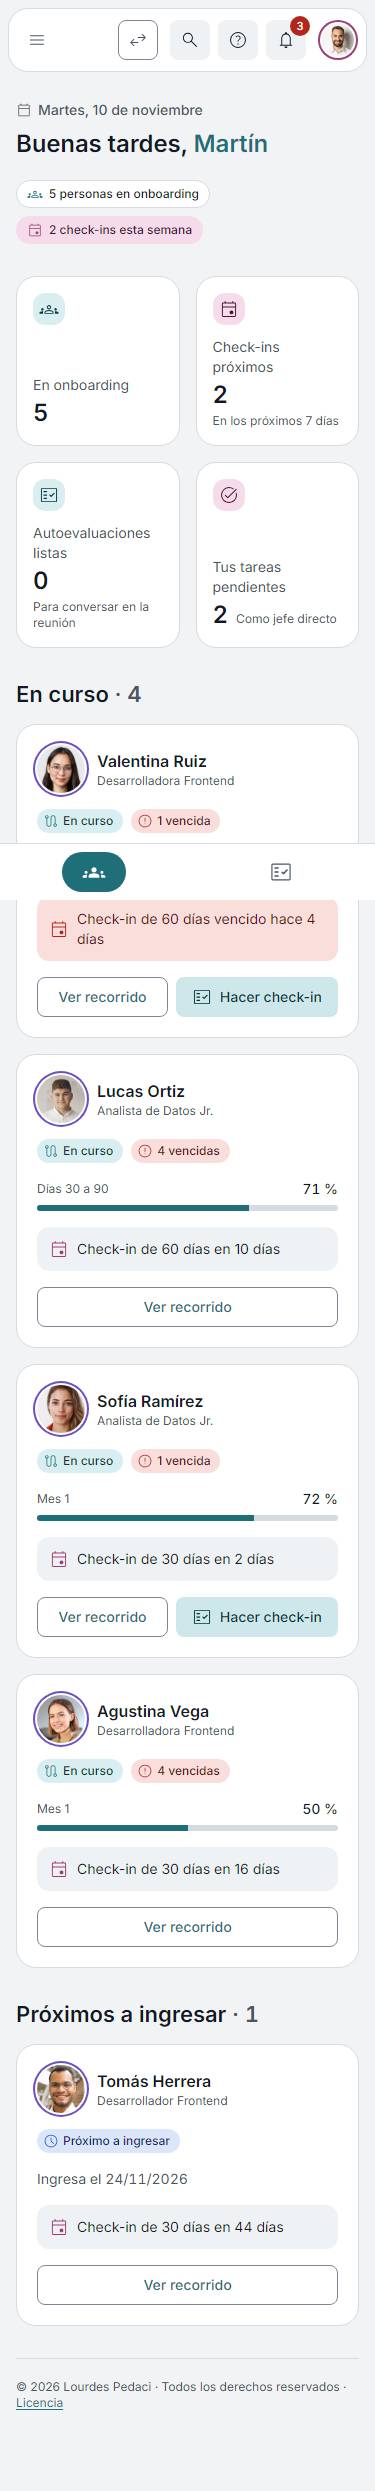 3
Martes, 10 de noviembre
Buenas tardes, Martín
5 personas en onboarding
2 check-ins esta semana
En onboarding
5
Check-ins
próximos
2
En los próximos 7 días
Autoevaluaciones
listas
0
Para conversar en la
reunión
Tus tareas
pendientes
2 Como jefe directo
En curso · 4
Valentina Ruiz
Desarrolladora Frontend
En curso
1 vencida
Check-in de 60 días vencido hace 4
días
Ver recorrido
Hacer check-in
Lucas Ortiz
Analista de Datos Jr.
En curso
4 vencidas
Días 30 a 90
71 %
Check-in de 60 días en 10 días
Ver recorrido
Sofía Ramírez
Analista de Datos Jr.
En curso
1 vencida
Mes 1
72 %
Check-in de 30 días en 2 días
Ver recorrido
Hacer check-in
Agustina Vega
Desarrolladora Frontend
En curso
4 vencidas
Mes 1
50 %
Check-in de 30 días en 16 días
Ver recorrido
Próximos a ingresar · 1
Tomás Herrera
Desarrollador Frontend
Próximo a ingresar
Ingresa el 24/11/2026
Check-in de 30 días en 44 días
Ver recorrido
© 2026 Lourdes Pedaci · Todos los derechos reservados ·
Licencia